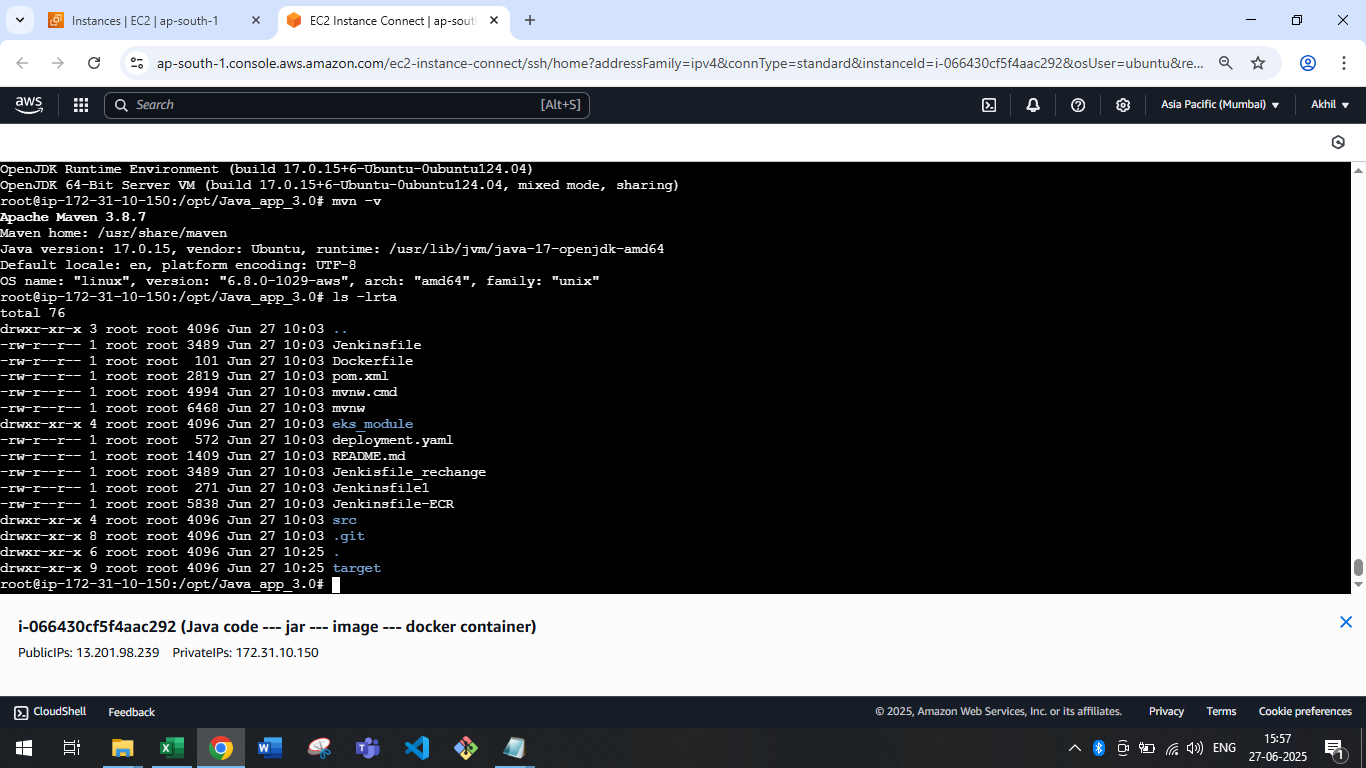 Instances | EC2 | ap-south-1
EC2 Instance Connect | ap-sout
ap-south-1.console.aws.amazon.com/ec2-instance-connect/ssh/home?addressFamily=ipv4&connType=standard&instanceId=i-066430cf5f4aac292&osUser=ubuntu&re...
aws
Search
[Alt+S]
Asia Pacific (Mumbai)
Akhil
OpenJDK Runtime Environment (build 17.0.15+6-Ubuntu-0ubuntu124.04)
OpenJDK 64-Bit Server VM (build 17.0.15+6-Ubuntu-0ubuntu124.04, mixed mode, sharing)
root@ip-172-31-10-150:/opt/Java_app_3.0# mvn -v
Apache Maven 3.8.7
Maven home: /usr/share/maven
Java version: 17.0.15, vendor: Ubuntu, runtime: /usr/lib/jvm/java-17-openjdk-amd64
Default locale: en, platform encoding: UTF-8
OS name: "linux", version: "6.8.0-1029-aws", arch: "amd64", family: "unix"
root@ip-172-31-10-150:/opt/Java_app_3.0# ls -lrta
total 76
drwxr-xr-x 3 root root 4096 Jun 27 10:03 ..
-rw-r--r-- 1 root root 3489 Jun 27 10:03 Jenkinsfile
-rw-r--r-- 1 root root  101 Jun 27 10:03 Dockerfile
-rw-r--r-- 1 root root 2819 Jun 27 10:03 pom.xml
-rw-r--r-- 1 root root 4994 Jun 27 10:03 mvnw.cmd
-rw-r--r-- 1 root root 6468 Jun 27 10:03 mvnw
drwxr-xr-x 4 root root 4096 Jun 27 10:03 eks_module
-rw-r--r-- 1 root root  572 Jun 27 10:03 deployment.yaml
-rw-r--r-- 1 root root 1409 Jun 27 10:03 README.md
-rw-r--r-- 1 root root 3489 Jun 27 10:03 Jenkisfile_rechange
-rw-r--r-- 1 root root  271 Jun 27 10:03 Jenkinsfile1
-rw-r--r-- 1 root root 5838 Jun 27 10:03 Jenkinsfile-ECR
drwxr-xr-x 4 root root 4096 Jun 27 10:03 src
drwxr-xr-x 8 root root 4096 Jun 27 10:03 .git
drwxr-xr-x 6 root root 4096 Jun 27 10:25 .
drwxr-xr-x 9 root root 4096 Jun 27 10:25 target
root@ip-172-31-10-150:/opt/Java_app_3.0#
i-066430cf5f4aac292 (Java code --- jar --- image --- docker container)
PublicIPs: 13.201.98.239 PrivateIPs: 172.31.10.150
CloudShell Feedback © 2025, Amazon Web Services, Inc. or its affiliates. Privacy Terms Cookie preferences
ENG
15:57
27-06-2025
1